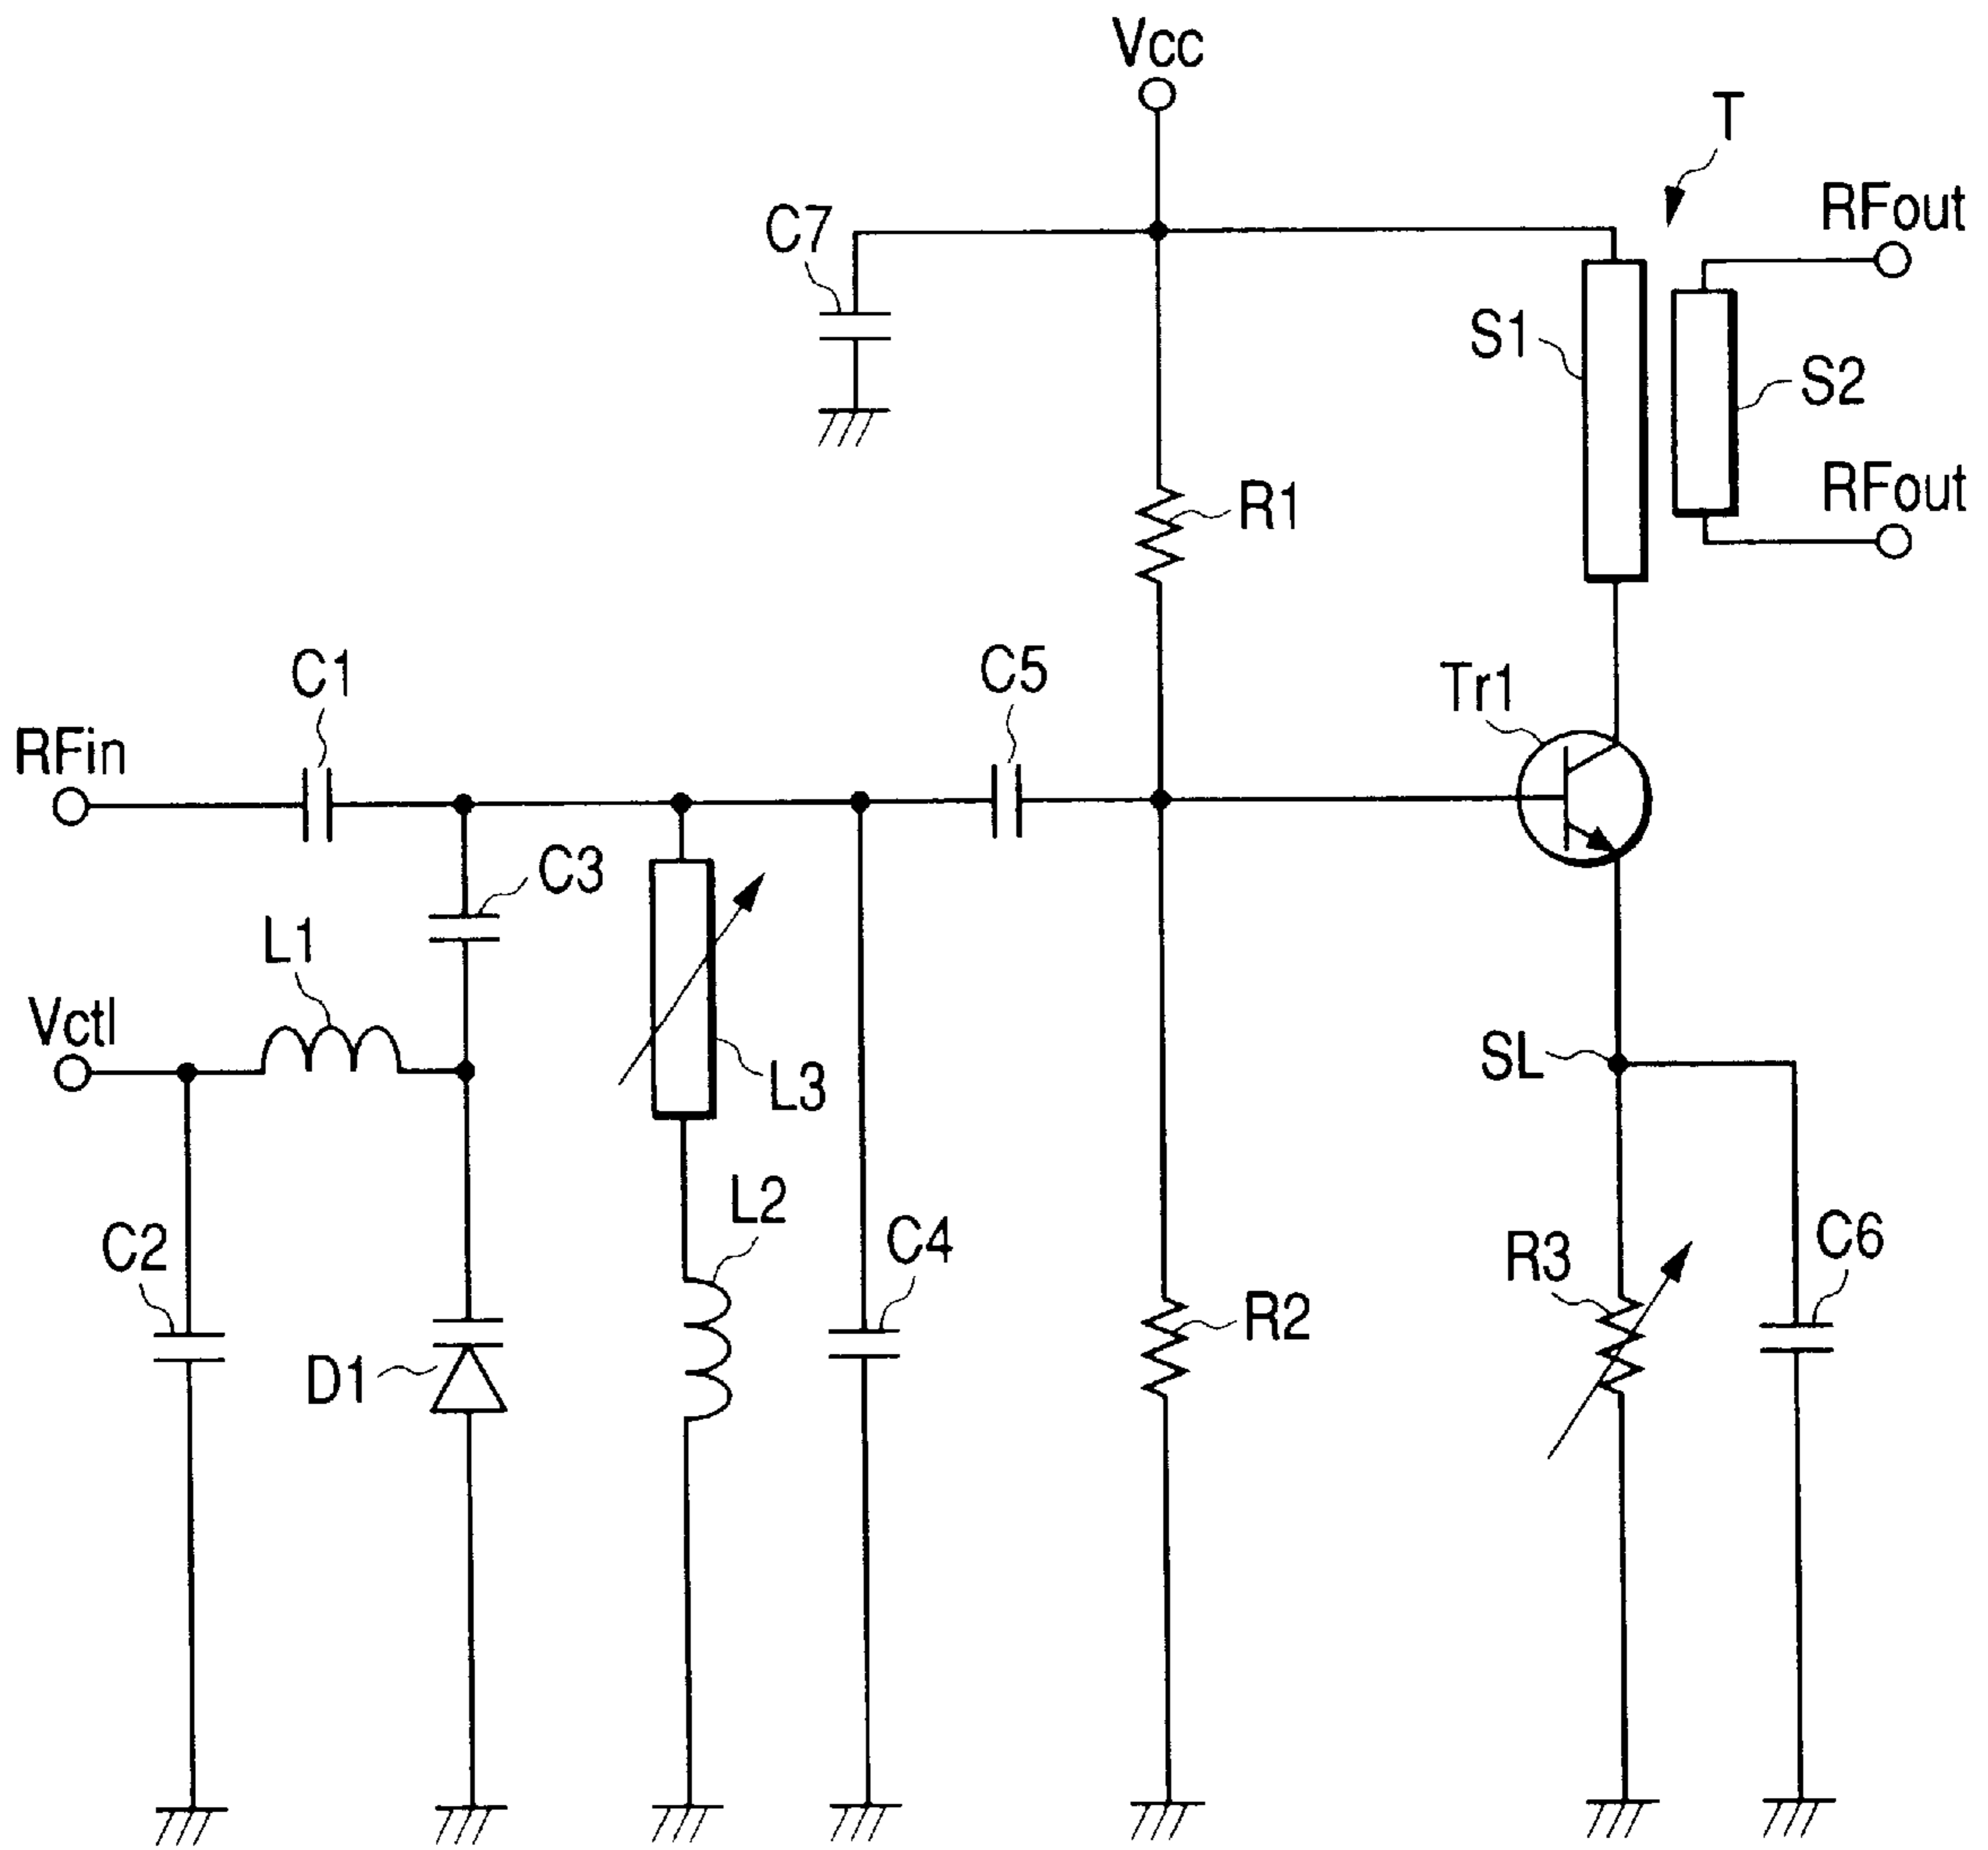 Vcc
T
RFout
C7
S1
S2
RFout
R1
C1
C5
Tr1
RFin
C3
L1
Vctl
SL
L3
L2
C2
C4
R3
C6
R2
D1